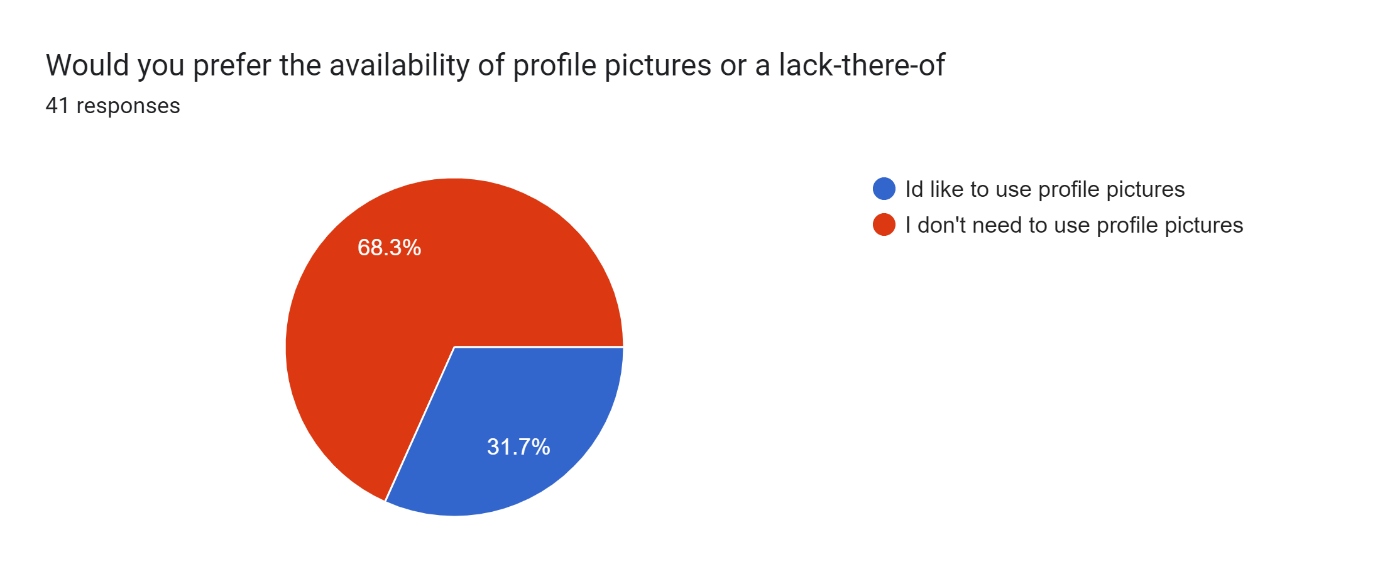 Would you prefer the availability of profile pictures or a lack-there-of
41 responses
Id like to use profile pictures
I don't need to use profile pictures
68.3%
31.7%